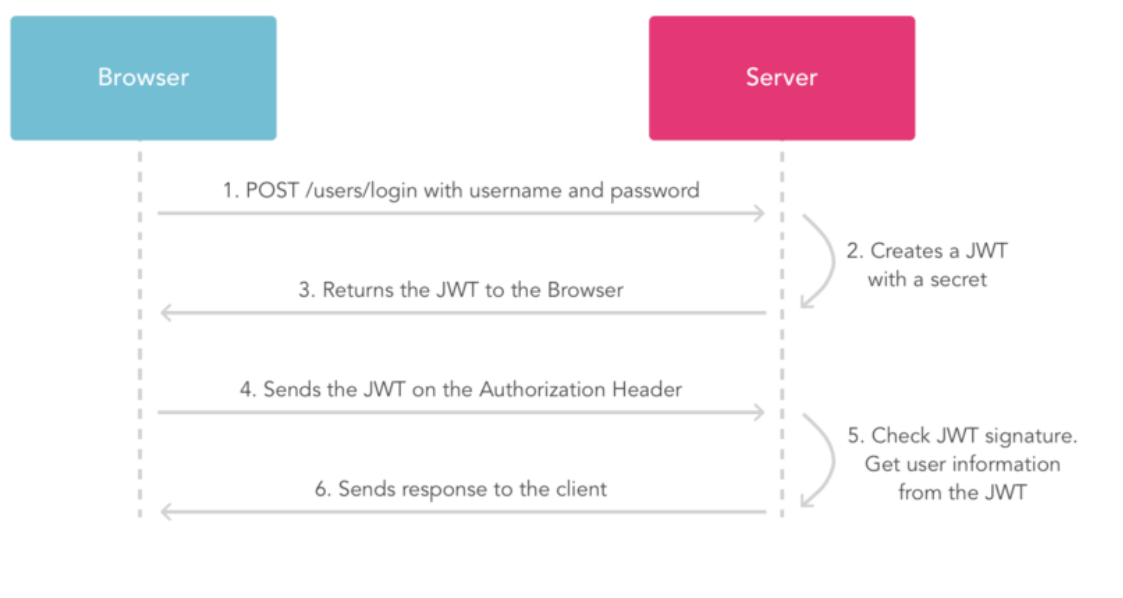 Browser
Server
1. POST /users/login with username and password
2. Creates a JWT
with a secret
3. Returns the JWT to the Browser
4. Sends the JWT on the Authorization Header
5. Check JWT signature.
Get user information
from the JWT
6. Sends response to the client